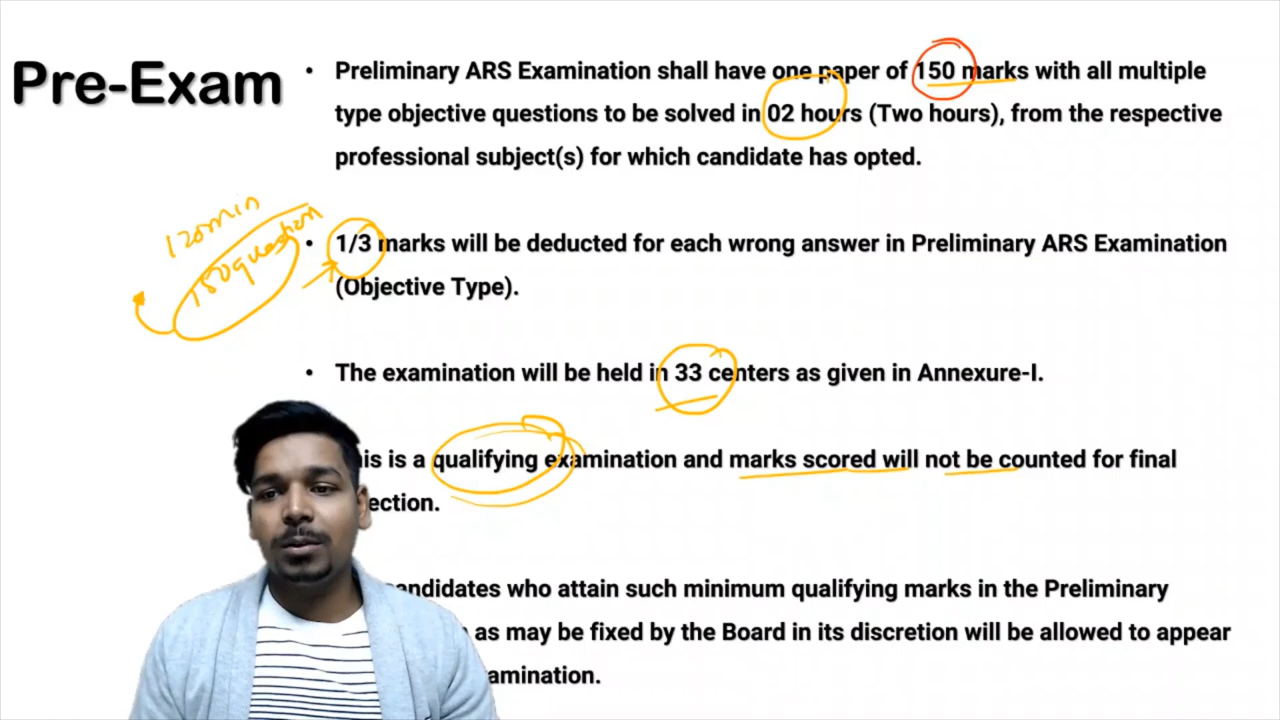 Pre-Exam
• Preliminary ARS Examination shall have one paper of 150 marks with all multiple
type objective questions to be solved in 02 hours (Two hours), from the respective
professional subject(s) for which candidate has opted.
120min
150question
• 1/3 marks will be deducted for each wrong answer in Preliminary ARS Examination
(Objective Type).
• The examination will be held in 33 centers as given in Annexure-I.
is is a qualifying examination and marks scored will not be counted for final
ection.
andidates who attain such minimum qualifying marks in the Preliminary
as may be fixed by the Board in its discretion will be allowed to appear
amination.